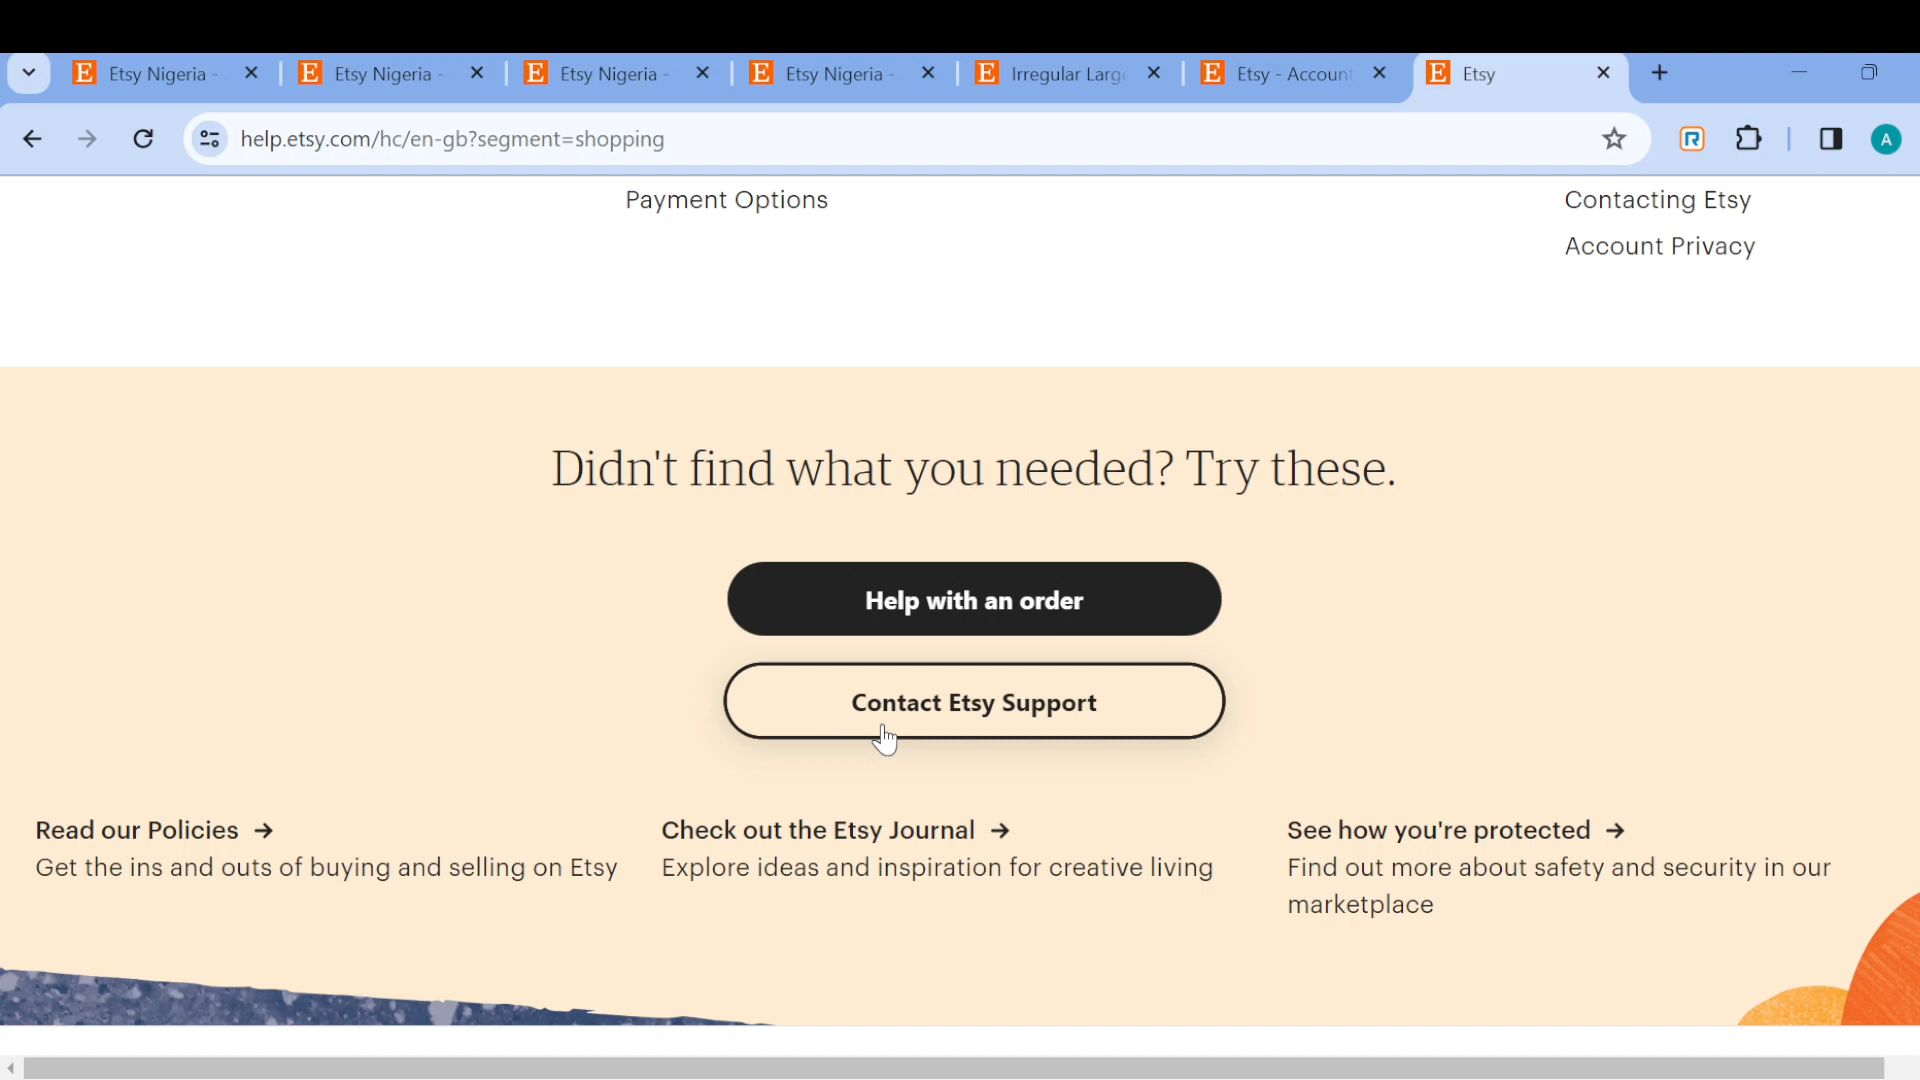 E Etsy Nigeria - E Etsy Nigeria - E Etsy Nigeria - E Etsy Nigeria - E Irregular Large E Etsy - Account E Etsy
help.etsy.com/hc/en-gb?segment=shopping R A
Payment Options Contacting Etsy
Account Privacy
Didn't find what you needed? Try these.
Help with an order
Contact Etsy Support
Read our Policies →
Get the ins and outs of buying and selling on Etsy
Check out the Etsy Journal →
Explore ideas and inspiration for creative living
See how you're protected →
Find out more about safety and security in our
marketplace